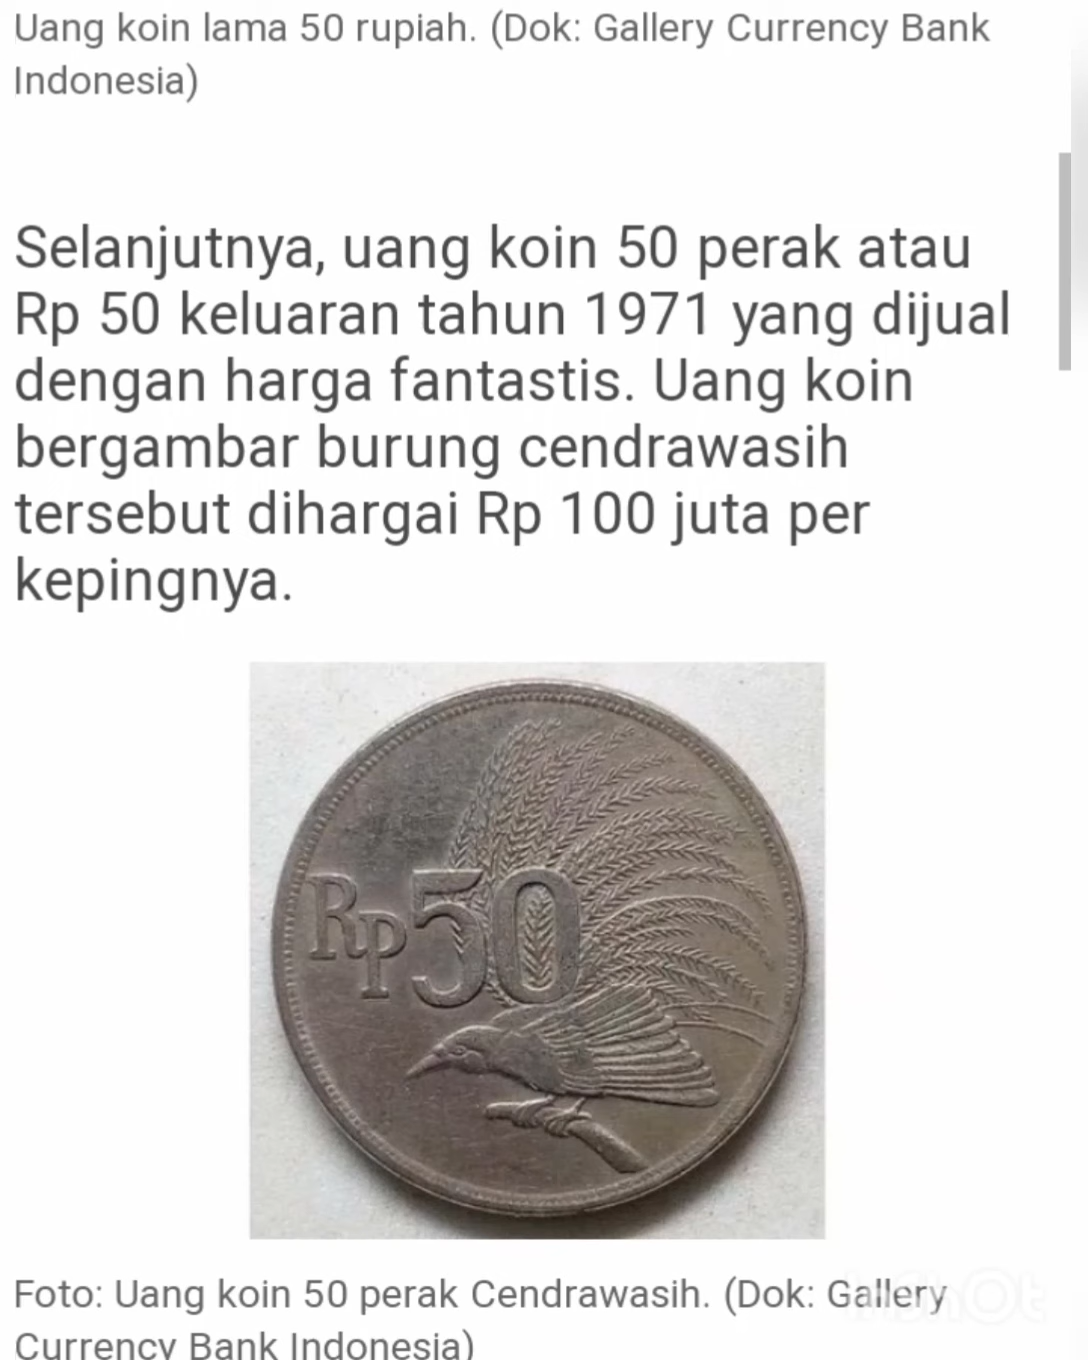 Uang koin lama 50 rupiah. (Dok: Gallery Currency Bank
Indonesia)
Selanjutnya, uang koin 50 perak atau
Rp 50 keluaran tahun 1971 yang dijual
dengan harga fantastis. Uang koin
bergambar burung cendrawasih
tersebut dihargai Rp 100 juta per
kepingnya.
Rp50
Foto: Uang koin 50 perak Cendrawasih. (Dok: Gallery
Currency Bank Indonesia)
InShOt